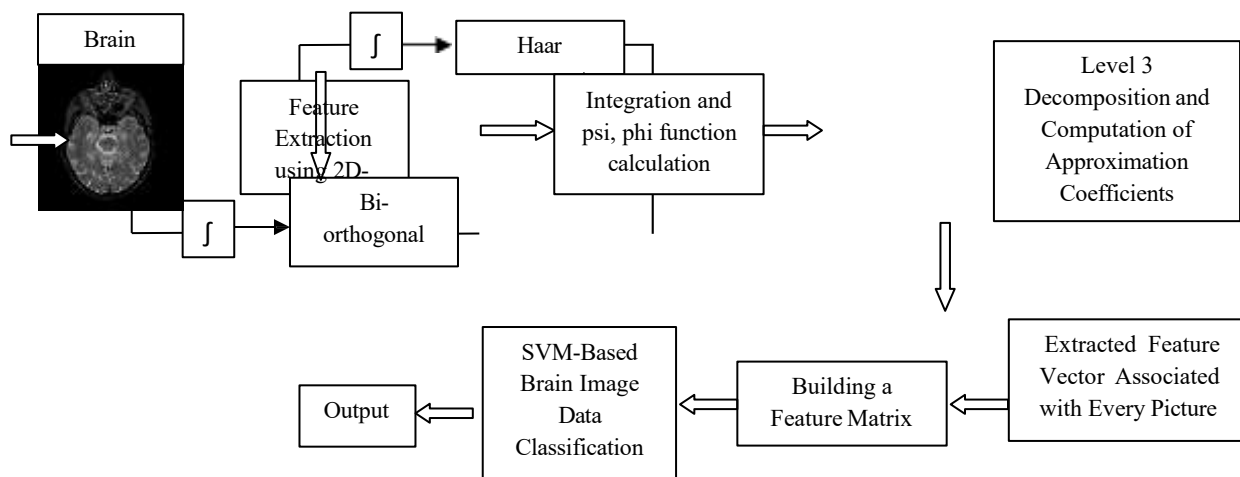 Brain
∫
Haar
Feature
Extraction
using 2D-
∫
Bi-
orthogonal
Integration and
psi, phi function
calculation
Level 3
Decomposition and
Computation of
Approximation
Coefficients
Extracted Feature
Vector Associated
with Every Picture
Building a
Feature Matrix
SVM-Based
Brain Image
Data
Classification
Output